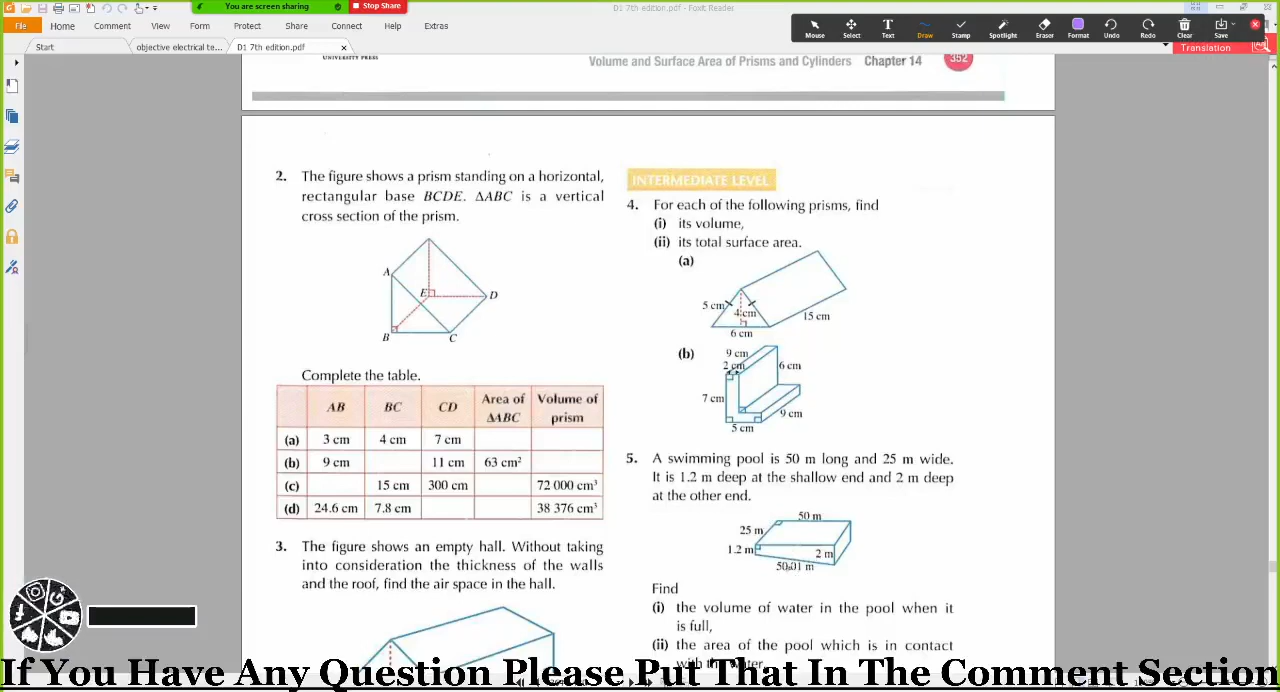 You are screen sharing
Stop Share
D1 7th edition.pdf - Foxit Reader
File Home Comment View Form Protect Share Connect Help Extras
Mouse Select Text Draw Stamp Spotlight Eraser Format Undo Redo Clear Save
Start objective electrical te... D1 7th edition.pdf
Translation
UNIVERSITY PRESS
Volume and Surface Area of Prisms and Cylinders Chapter 14 352
2. The figure shows a prism standing on a horizontal,
rectangular base BCDE. ΔABC is a vertical
cross section of the prism.
A
E
D
B
C
Complete the table.
AB BC CD Area of ΔABC Volume of prism
(a) 3 cm 4 cm 7 cm
(b) 9 cm 11 cm 63 cm²
(c) 15 cm 300 cm 72 000 cm³
(d) 24.6 cm 7.8 cm 38 376 cm³
3. The figure shows an empty hall. Without taking
into consideration the thickness of the walls
and the roof, find the air space in the hall.
INTERMEDIATE LEVEL
4. For each of the following prisms, find
(i) its volume,
(ii) its total surface area.
(a)
5 cm
4 cm
15 cm
6 cm
(b)
9 cm
2 cm
6 cm
7 cm
9 cm
5 cm
5. A swimming pool is 50 m long and 25 m wide.
It is 1.2 m deep at the shallow end and 2 m deep
at the other end.
50 m
25 m
1.2 m
2 m
50.01 m
Find
(i) the volume of water in the pool when it
is full,
(ii) the area of the pool which is in contact
with the water.
If You Have Any Question Please Put That In The Comment Section